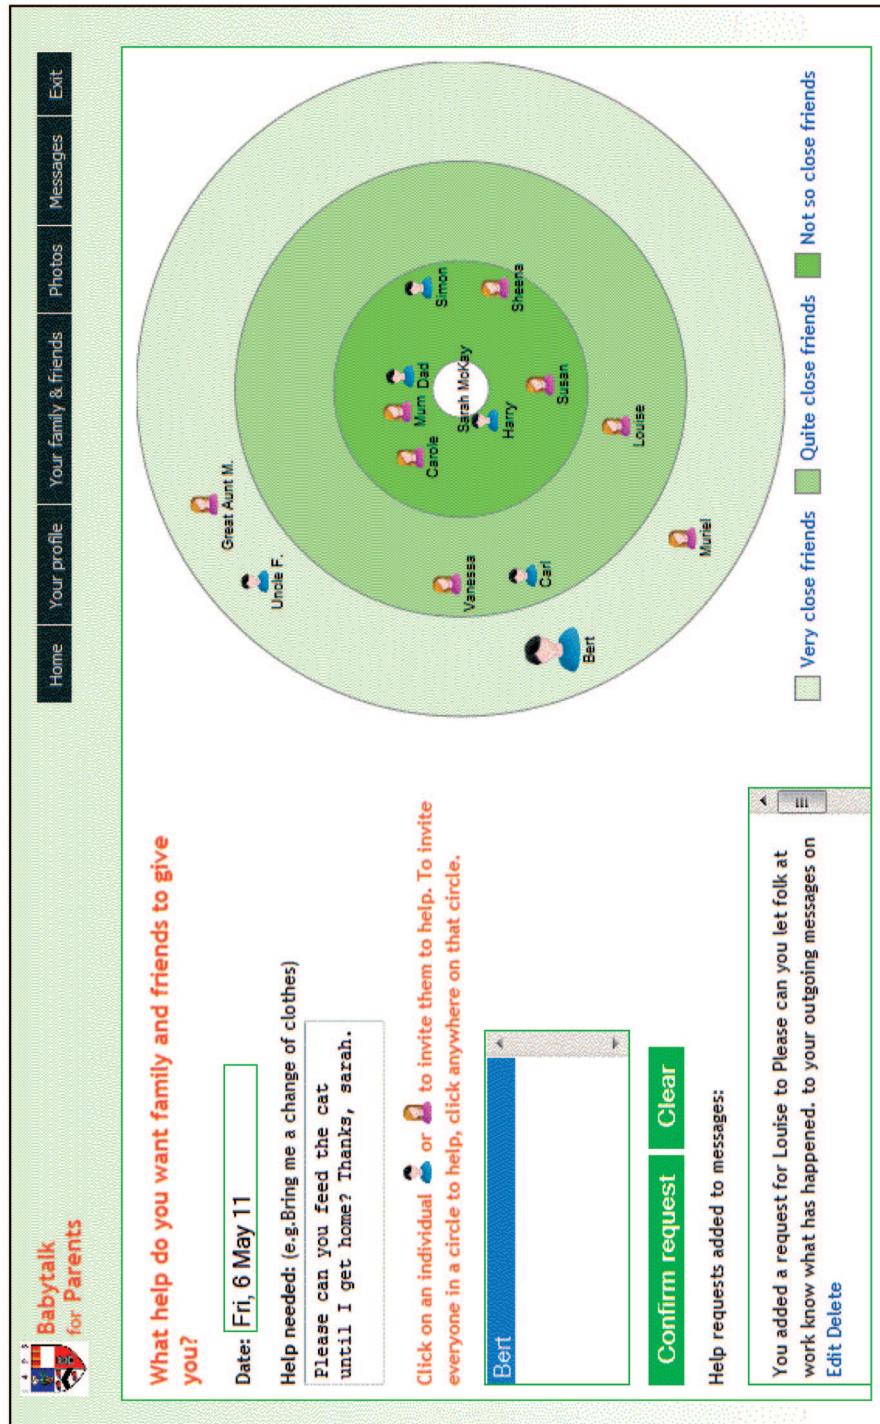 Babytalk
for Parents
Home
Your profile
Your family & friends
Photos
Messages
Exit
What help do you want family and friends to give
you?
Date: Fri, 6 May 11
Help needed: (e.g.Bring me a change of clothes)
Please can you feed the cat
until I get home? Thanks, sarah.
Click on an individual or to invite them to help. To invite
everyone in a circle to help, click anywhere on that circle.
Bert
Confirm request
Clear
Help requests added to messages:
You added a request for Louise to Please can you let folk at
work know what has happened. to your outgoing messages on
Edit Delete
Great Aunt M.
Uncle F.
Carole
Mum
Dad
Simon
Sarah McKay
Vanessa
Harry
Sheena
Carl
Susan
Bert
Louise
Muriel
Very close friends
Quite close friends
Not so close friends